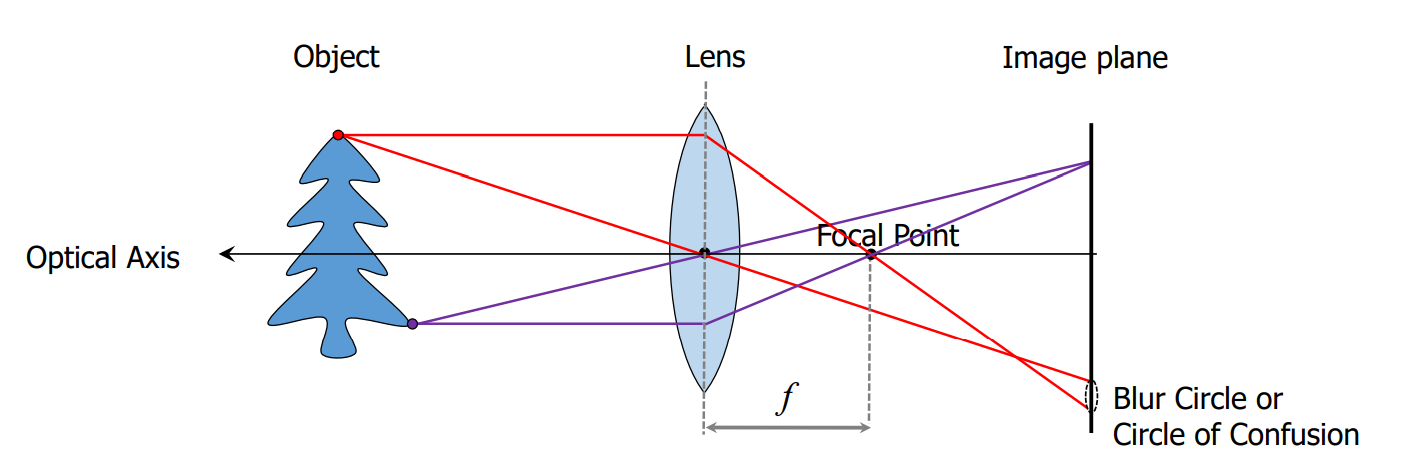 Object
Lens
Image plane
Focal Point
Optical Axis
f
Blur Circle or
Circle of Confusion